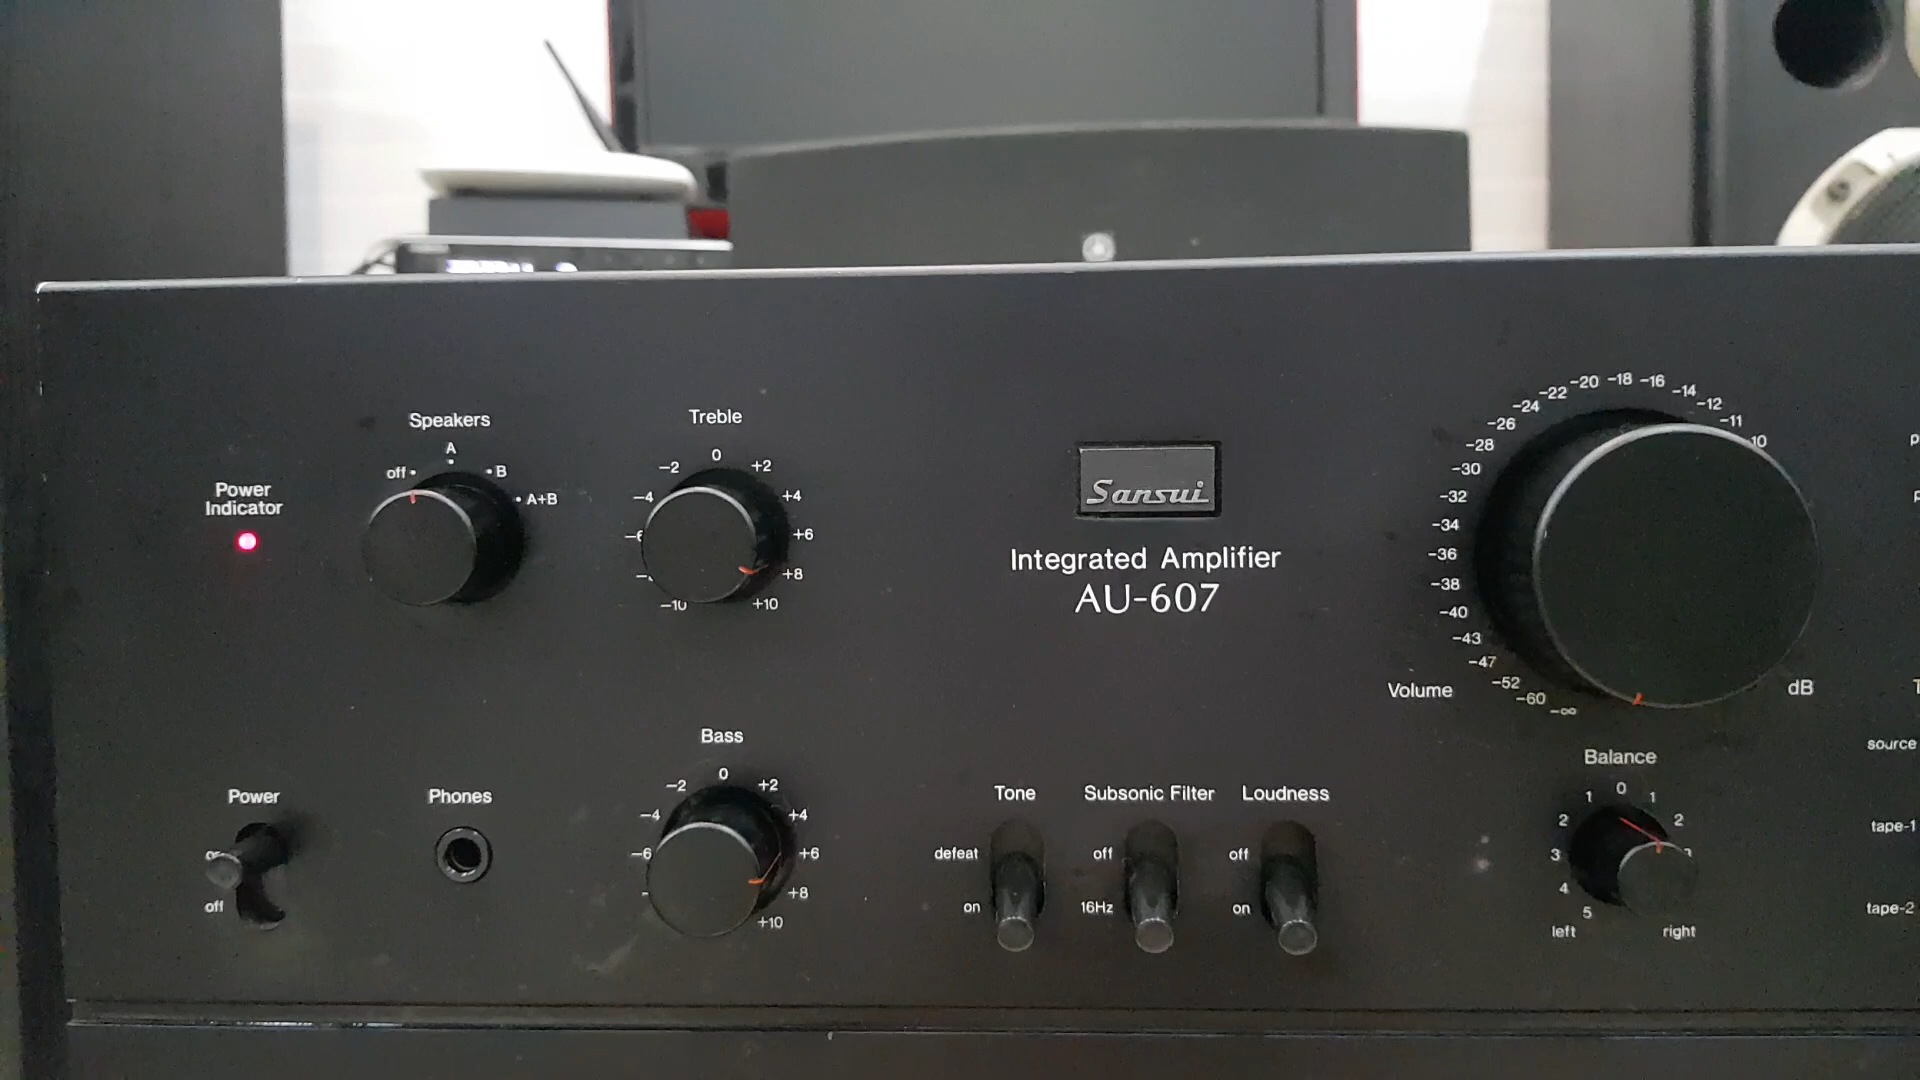 Speakers
off
A
B
A+B
Treble
0
-2
+2
-4
+4
+6
+8
-10
+10
Power
Indicator
Sansui
Integrated Amplifier
AU-607
-20
-18
-16
-22
-14
-24
-12
-26
-11
-28
10
-30
-32
-34
-36
-38
-40
-43
-47
-52
-60
-∞
Volume
dB
Power
off
Phones
Bass
0
-2
+2
-4
+4
-6
+6
+8
+10
Tone
defeat
on
Subsonic Filter
off
16Hz
Loudness
off
on
Balance
0
1
1
2
2
3
4
5
left
right
source
tape-1
tape-2